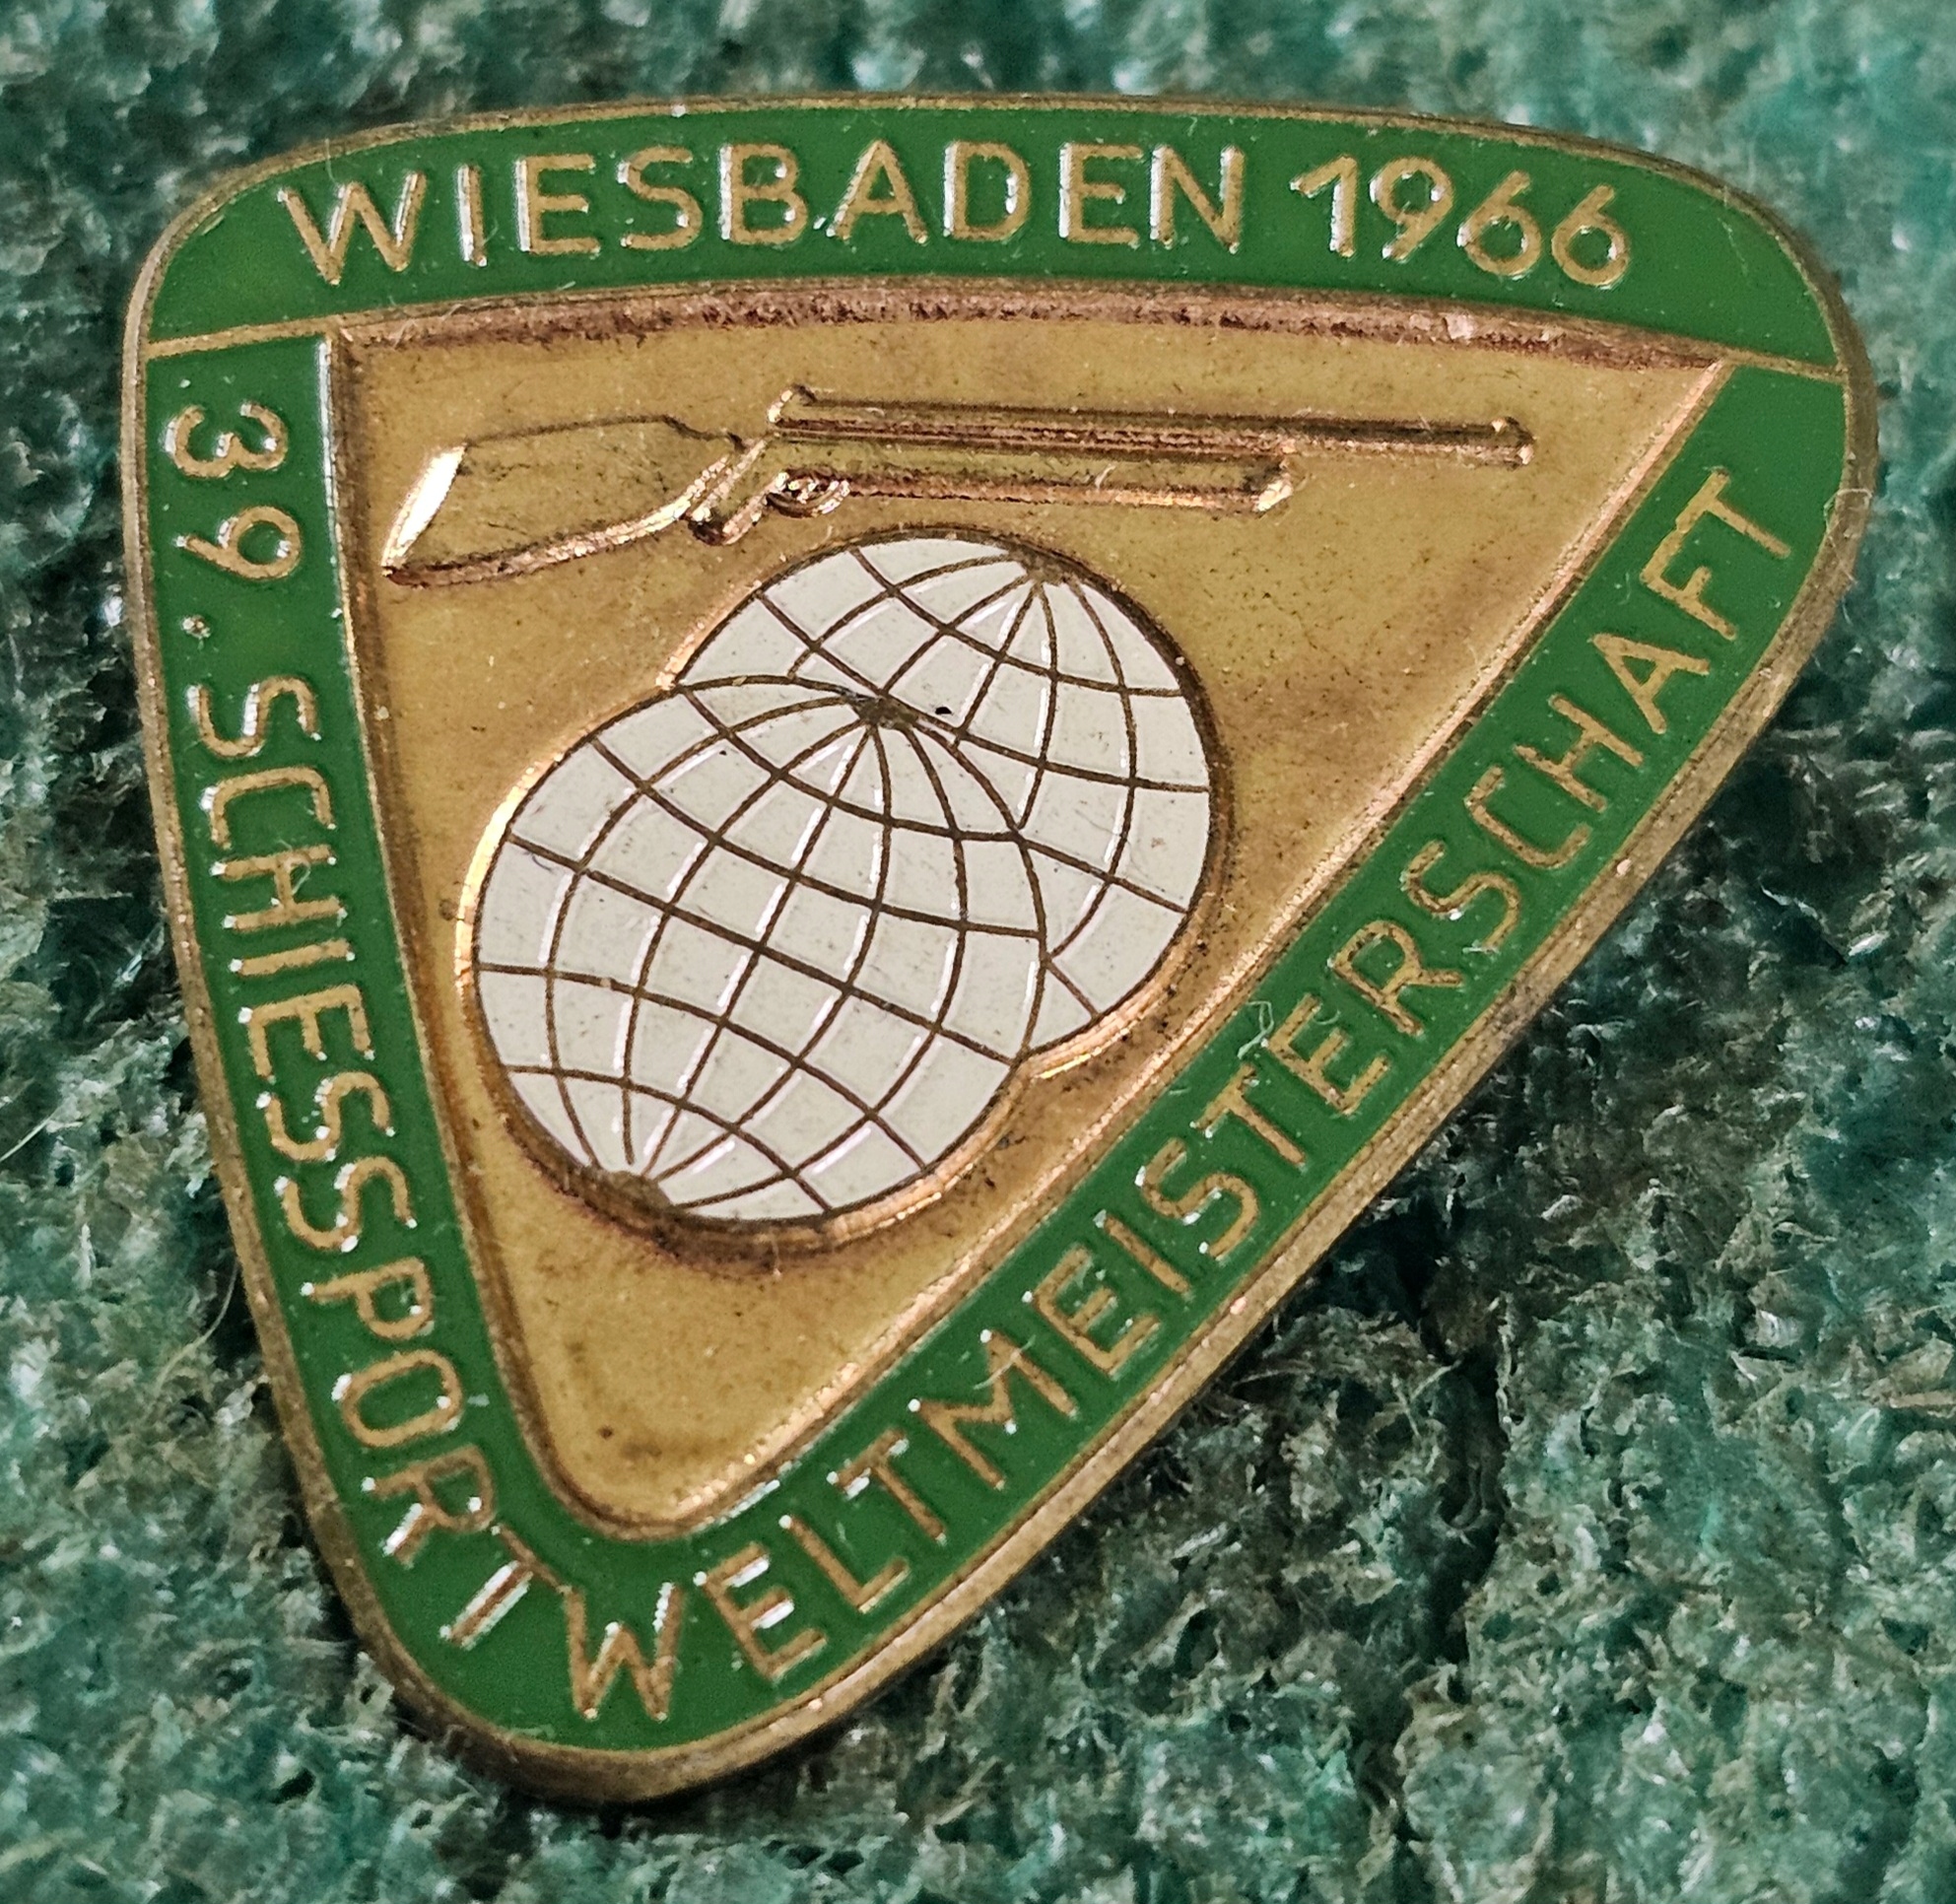 WIESBADEN 1966
39. SCHIESSPORT WELTMEISTERSCHAFT